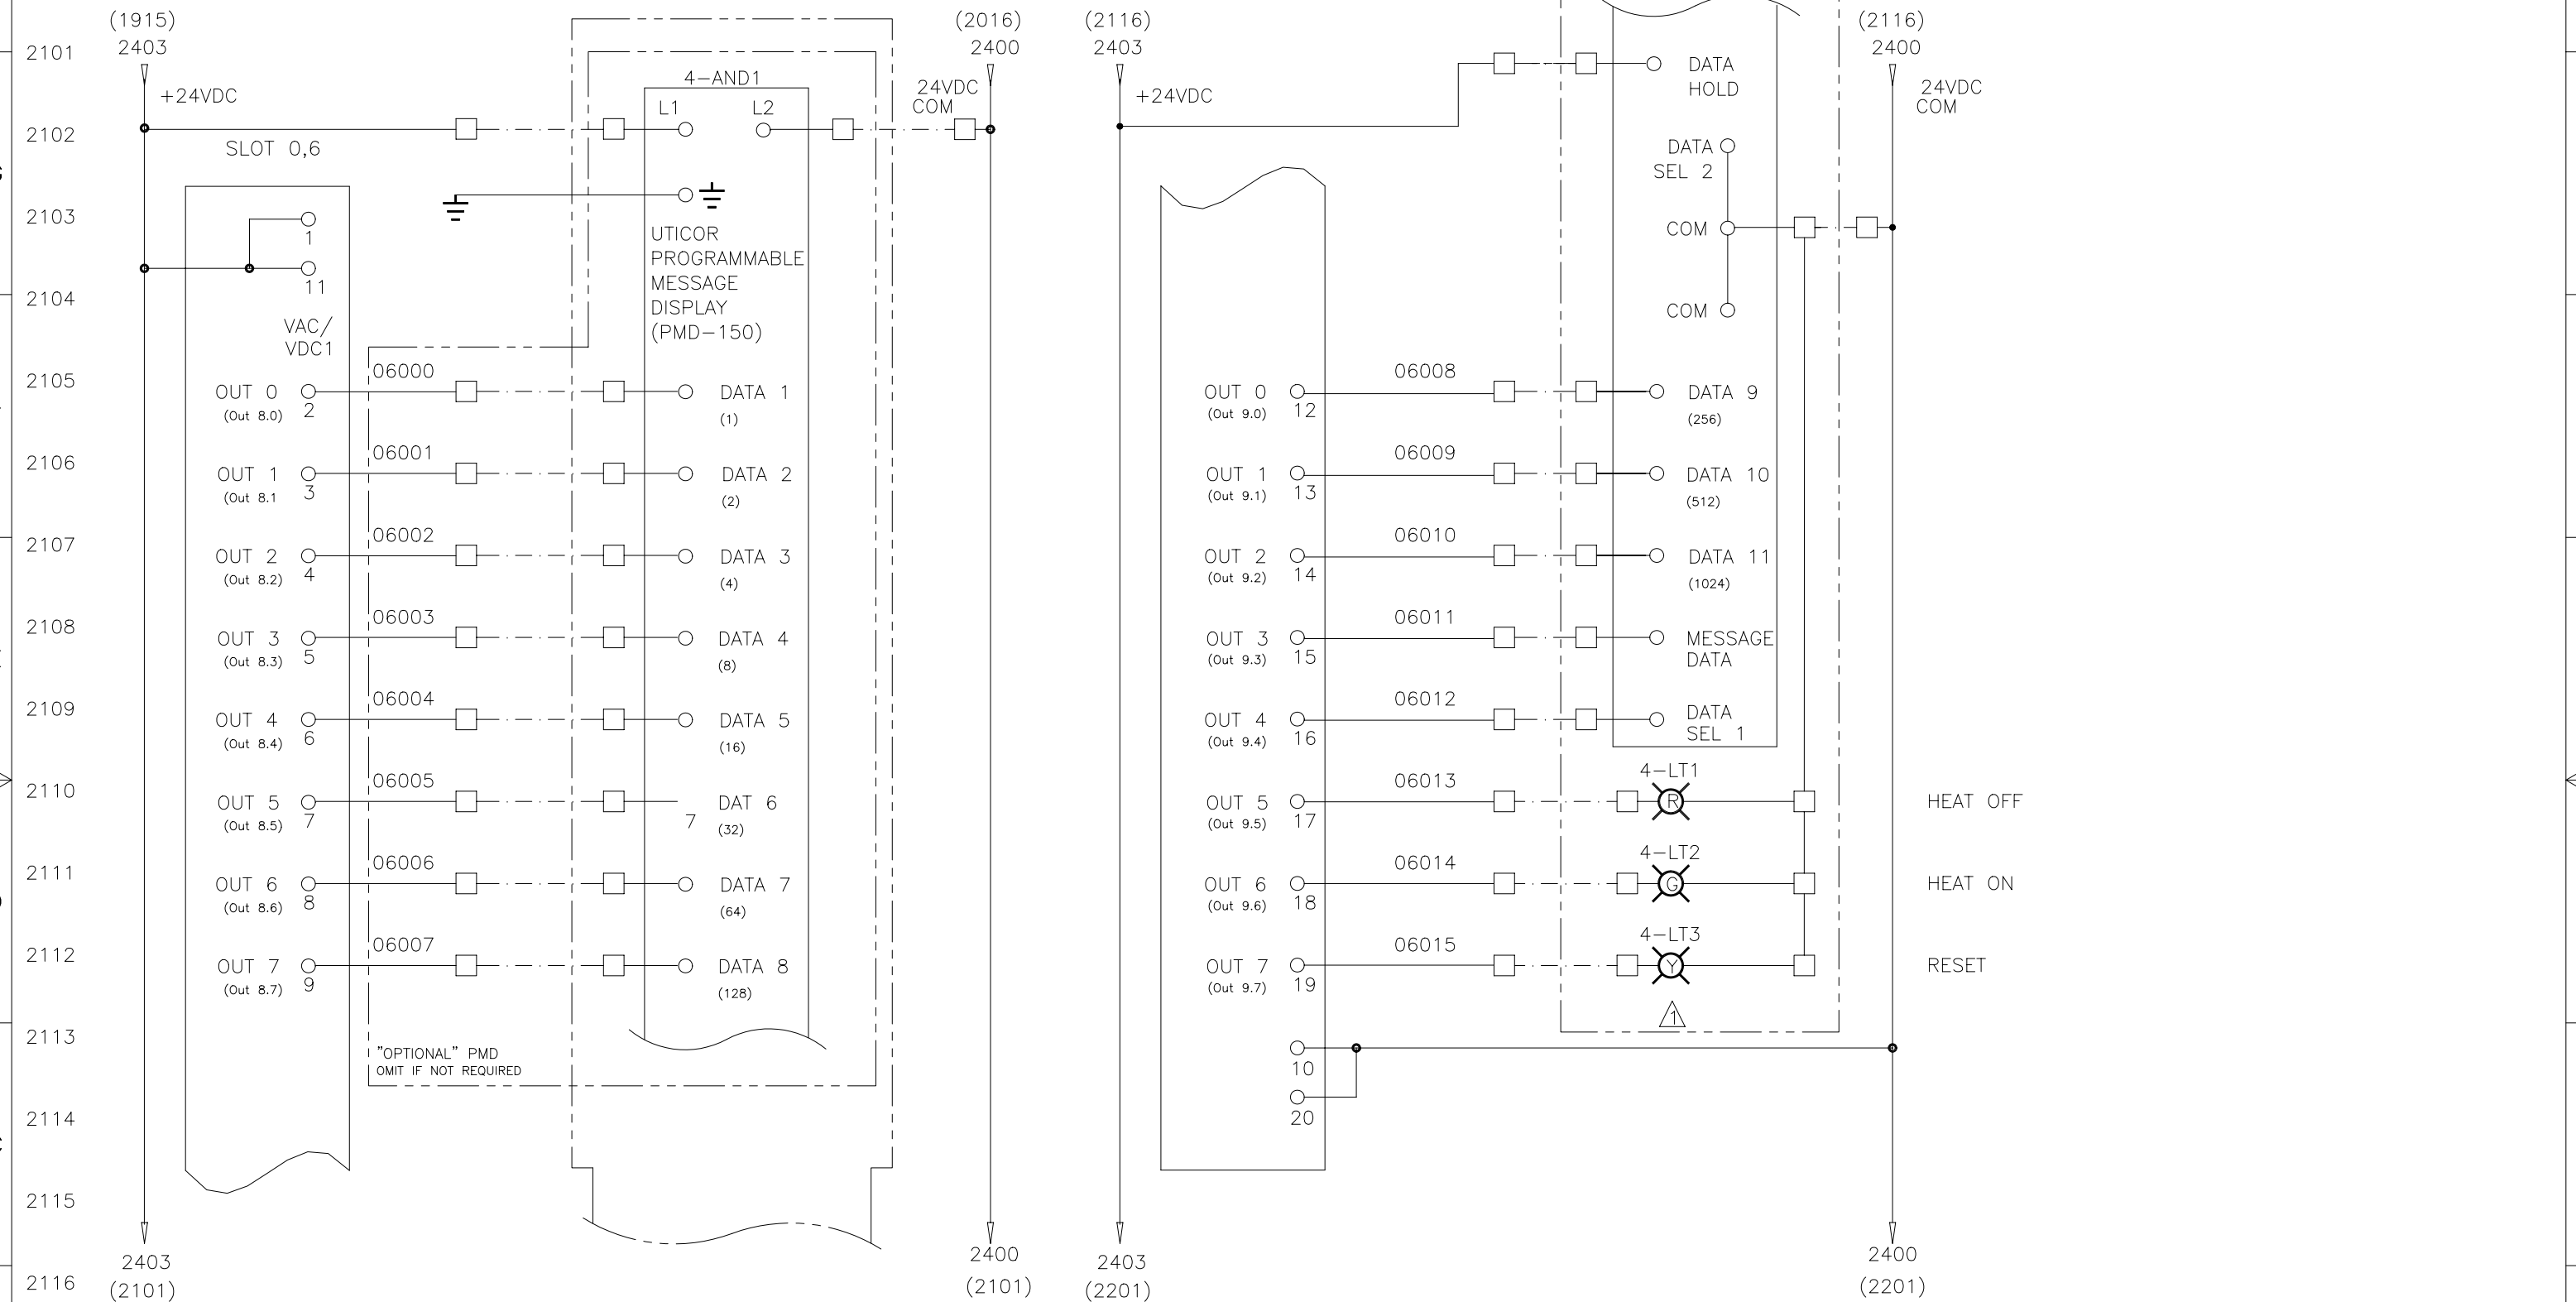 (1915)
2403
+24VDC
SLOT 0,6
(2016)
2400
24VDC
COM
(2116)
2403
+24VDC
(2116)
2400
24VDC
COM
2101
2102
2103
2104
2105
2106
2107
2108
2109
2110
2111
2112
2113
2114
2115
2116
1
11
VAC/
VDC1
OUT 0
(Out 8.0)
2
OUT 1
(Out 8.1
3
OUT 2
(Out 8.2)
4
OUT 3
(Out 8.3)
5
OUT 4
(Out 8.4)
6
OUT 5
(Out 8.5)
7
OUT 6
(Out 8.6)
8
OUT 7
(Out 8.7)
9
06000
06001
06002
06003
06004
06005
06006
06007
"OPTIONAL" PMD
OMIT IF NOT REQUIRED
4-AND1
L1
L2
UTICOR
PROGRAMMABLE
MESSAGE
DISPLAY
(PMD-150)
DATA 1
(1)
DATA 2
(2)
DATA 3
(4)
DATA 4
(8)
DATA 5
(16)
7
DAT 6
(32)
DATA 7
(64)
DATA 8
(128)
2403
(2101)
2400
(2101)
OUT 0
(Out 9.0)
12
OUT 1
(Out 9.1)
13
OUT 2
(Out 9.2)
14
OUT 3
(Out 9.3)
15
OUT 4
(Out 9.4)
16
OUT 5
(Out 9.5)
17
OUT 6
(Out 9.6)
18
OUT 7
(Out 9.7)
19
10
20
06008
06009
06010
06011
06012
06013
06014
06015
DATA
HOLD
DATA
SEL 2
COM
COM
DATA 9
(256)
DATA 10
(512)
DATA 11
(1024)
MESSAGE
DATA
DATA
SEL 1
4-LT1
R
HEAT OFF
4-LT2
G
HEAT ON
4-LT3
Y
RESET
1
2403
(2201)
2400
(2201)